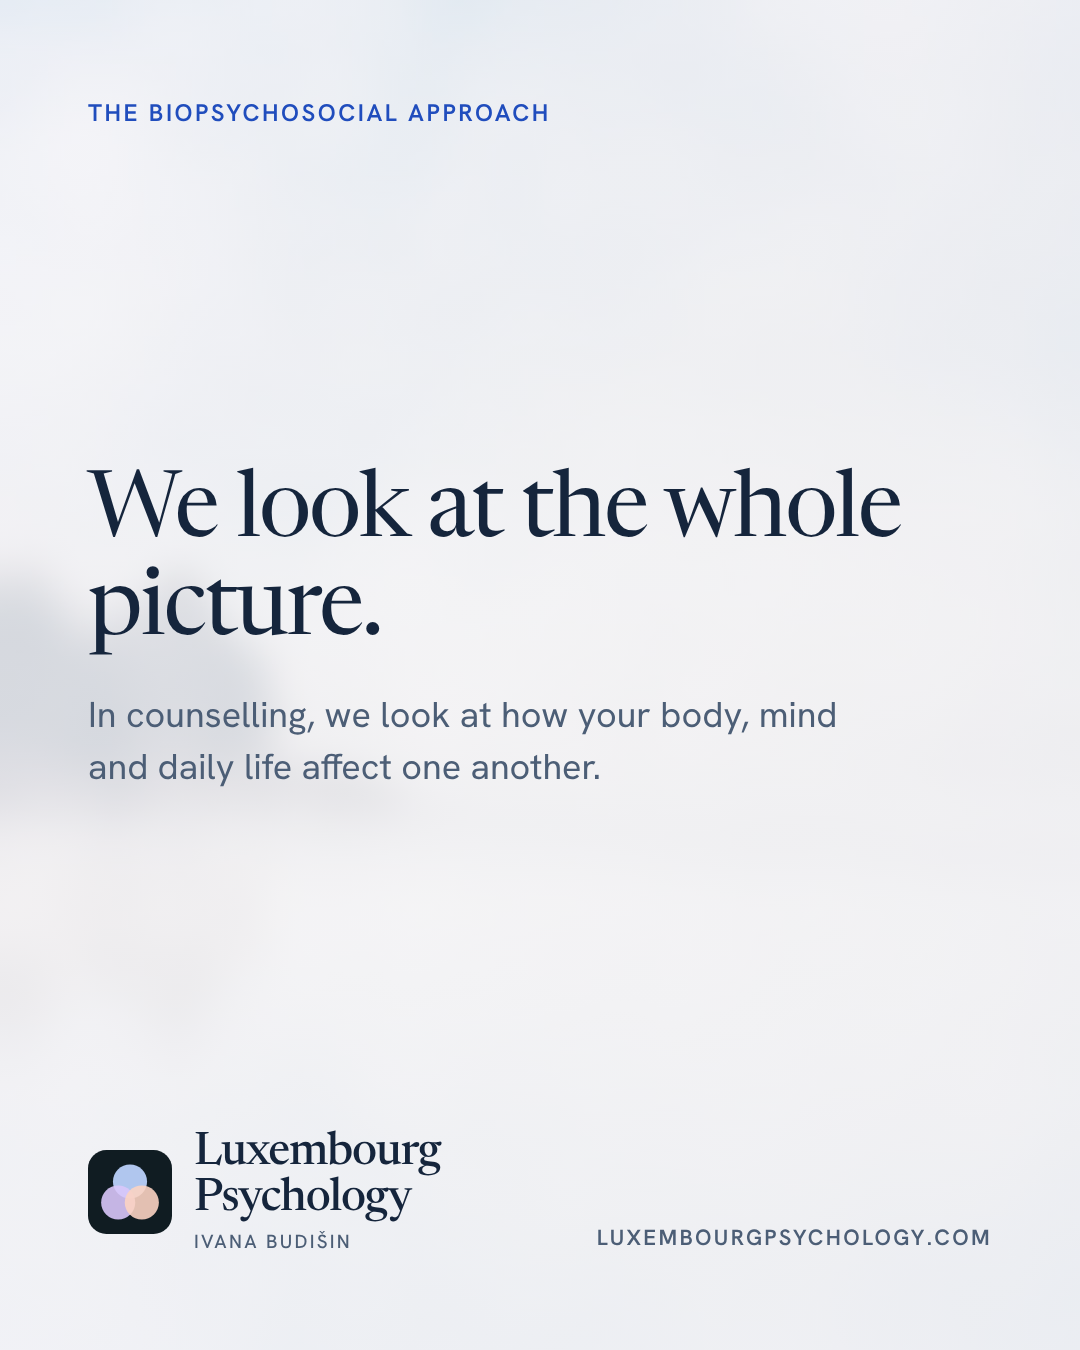 THE BIOPSYCHOSOCIAL APPROACH
We look at the whole
picture.
In counselling, we look at how your body, mind
and daily life affect one another.
Luxembourg
Psychology
IVANA BUDIŠIN
LUXEMBOURGPSYCHOLOGY.COM